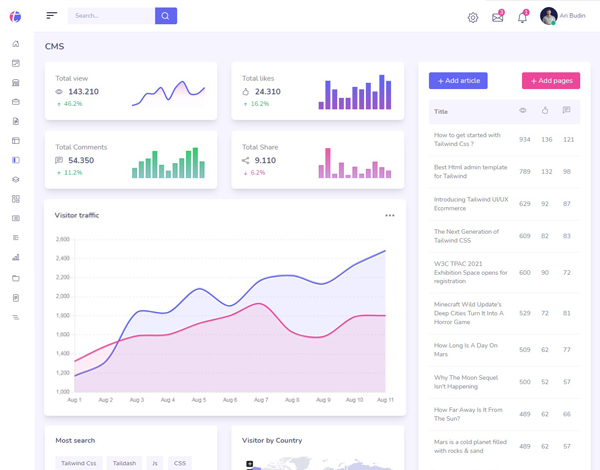 Search...
3
1
Ari Budin
CMS
Total view
143.210
46.2%
Total likes
24.310
16.2%
Total Comments
54.350
11.2%
Total Share
9.110
6.2%
Visitor traffic
2,600
2,400
2,200
2,000
1,800
1,600
1,400
1,200
1,000
Aug 1 Aug 2 Aug 3 Aug 4 Aug 5 Aug 6 Aug 7 Aug 8 Aug 9 Aug 10 Aug 11
Most search
Tailwind Css Taildash Js CSS
Visitor by Country
+
+ Add article + Add pages
Title
How to get started with
Tailwind Css ?
934 136 121
Best Html admin template
for Tailwind
789 132 98
Introducing Tailwind UI/UX
Ecommerce
629 92 87
The Next Generation of
Tailwind CSS
609 82 83
W3C TPAC 2021
Exhibition Space opens for
registration
600 90 72
Minecraft Wild Update's
Deep Cities Turn It Into A
Horror Game
529 72 81
How Long Is A Day On
Mars
509 62 77
Why The Moon Sequel
Isn't Happening
500 52 57
How Far Away Is It From
The Sun?
489 62 66
Mars is a cold planet filled
with rocks & sand
489 62 57